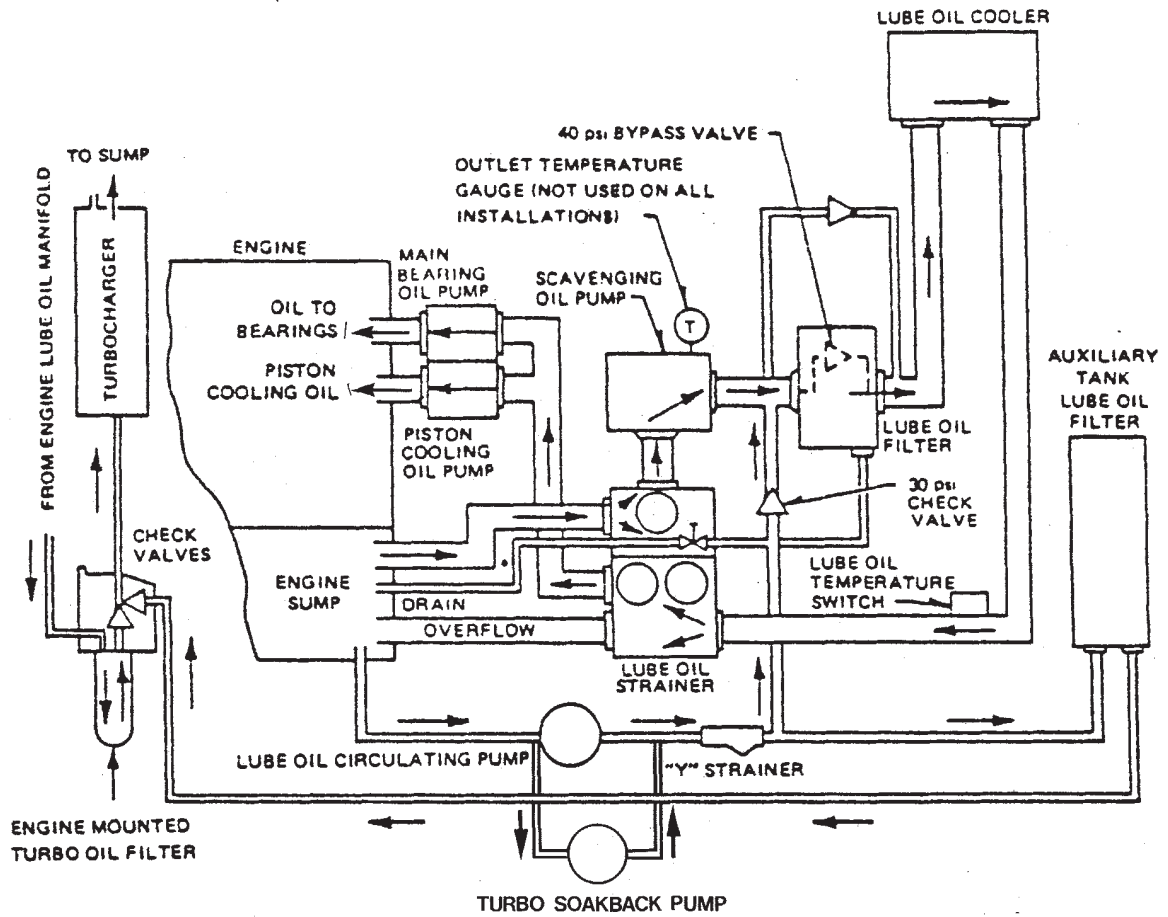 LUBE OIL COOLER
40 psi BYPASS VALVE
TO SUMP
OUTLET TEMPERATURE
GAUGE (NOT USED ON ALL
INSTALLATIONS)
FROM ENGINE LUBE OIL MANIFOLD
TURBOCHARGER
ENGINE
MAIN
BEARING
OIL PUMP
SCAVENGING
OIL PUMP
T
OIL TO
BEARINGS
PISTON
COOLING OIL
PISTON
COOLING
OIL PUMP
LUBE OIL
FILTER
AUXILIARY
TANK
LUBE OIL
FILTER
30 psi
CHECK
VALVE
CHECK
VALVES
ENGINE
SUMP
DRAIN
OVERFLOW
LUBE OIL
TEMPERATURE
SWITCH
LUBE OIL
STRAINER
LUBE OIL CIRCULATING PUMP
"Y" STRAINER
ENGINE MOUNTED
TURBO OIL FILTER
TURBO SOAKBACK PUMP